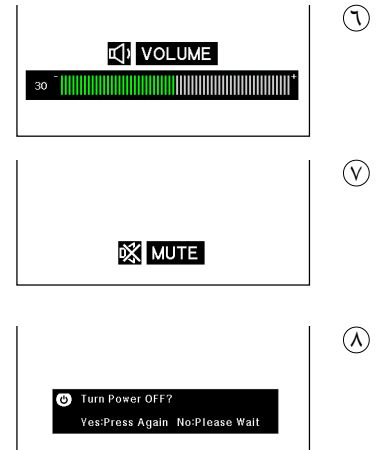 ٦
VOLUME
30 - +
٧
MUTE
٨
Turn Power OFF?
Yes:Press Again No:Please Wait